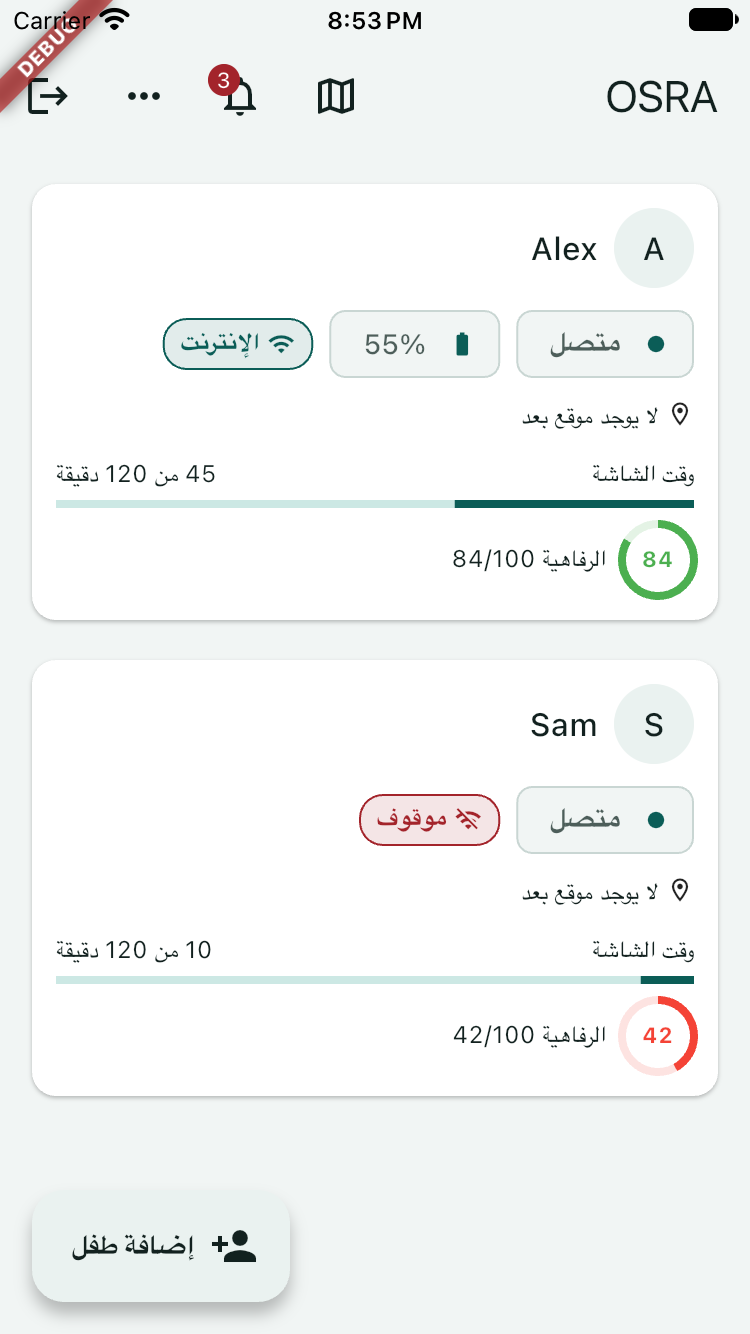 Carrier 8:53 PM
DEBUG
OSRA
3
A Alex
متصل
55%
الإنترنت
لا يوجد موقع بعد
وقت الشاشة
45 من 120 دقيقة
84
الرفاهية 84/100
S Sam
متصل
موقوف
لا يوجد موقع بعد
وقت الشاشة
10 من 120 دقيقة
42
الرفاهية 42/100
إضافة طفل